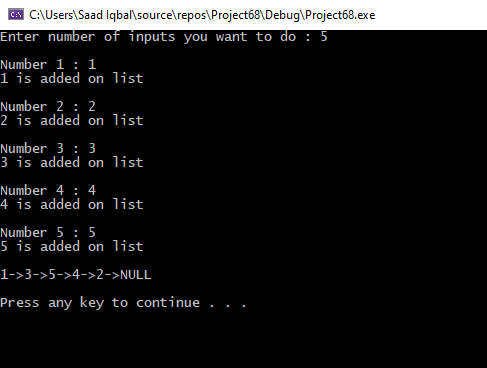 C:\Users\Saad Iqbal\source\repos\Project68\Debug\Project68.exe
Enter number of inputs you want to do : 5
Number 1 : 1
1 is added on list
Number 2 : 2
2 is added on list
Number 3 : 3
3 is added on list
Number 4 : 4
4 is added on list
Number 5 : 5
5 is added on list
1->3->5->4->2->NULL
Press any key to continue . . .